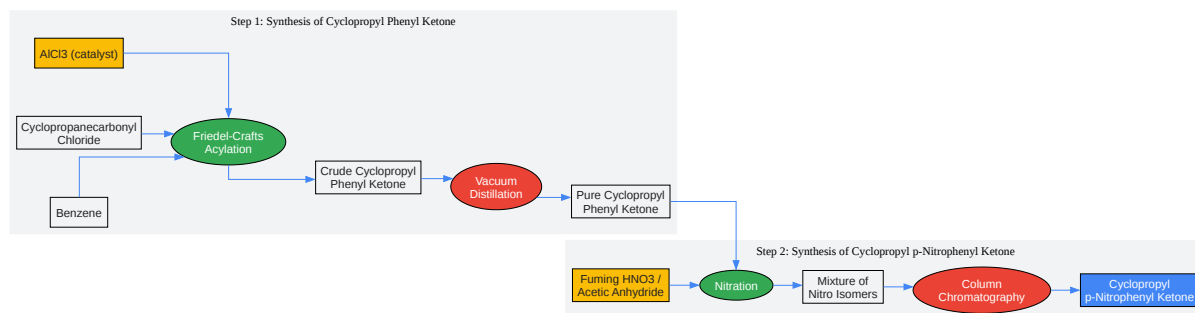 Step 1: Synthesis of Cyclopropyl Phenyl Ketone
AlCl3 (catalyst)
Cyclopropanecarbonyl
Chloride
Friedel-Crafts
Acylation
Benzene
Crude Cyclopropyl
Phenyl Ketone
Vacuum
Distillation
Pure Cyclopropyl
Phenyl Ketone
Step 2: Synthesis of Cyclopropyl p-Nitrophenyl Ketone
Fuming HNO3 /
Acetic Anhydride
Nitration
Mixture of
Nitro Isomers
Column
Chromatography
Cyclopropyl
p-Nitrophenyl Ketone